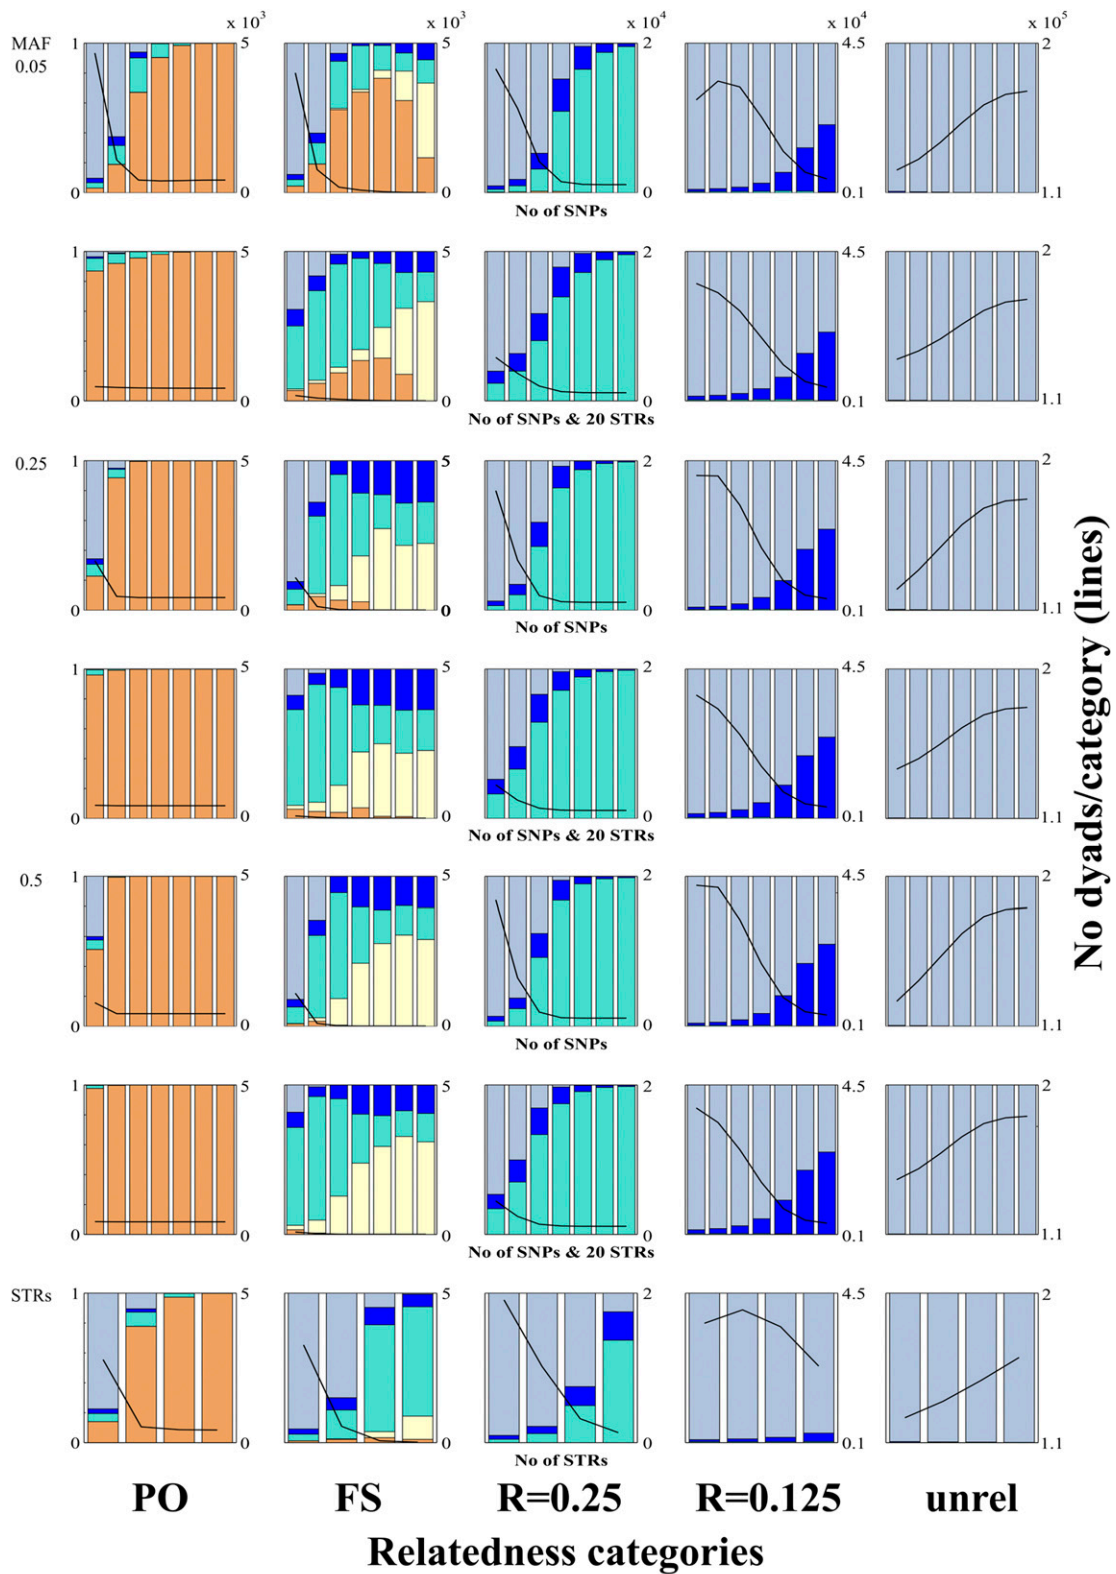 x 10³ x 10³ x 10⁴ x 10⁴ x 10⁵
MAF 1 5 5 2 4.5 2
0.05
0 0 0 0 0.1 1.1
No of SNPs
1 5 5 2 4.5 2
0 0 0 0 0.1 1.1
No of SNPs & 20 STRs
0.25 1 5 5 2 4.5 2
0 0 0 0 0.1 1.1
No of SNPs
1 5 5 2 4.5 2
0 0 0 0 0.1 1.1
No of SNPs & 20 STRs
0.5 1 5 5 2 4.5 2
0 0 0 0 0.1 1.1
No of SNPs
1 5 5 2 4.5 2
0 0 0 0 0.1 1.1
No of SNPs & 20 STRs
STRs 1 5 5 2 4.5 2
0 0 0 0 0.1 1.1
No of STRs
PO FS R=0.25 R=0.125 unrel
Relatedness categories
No dyads/category (lines)